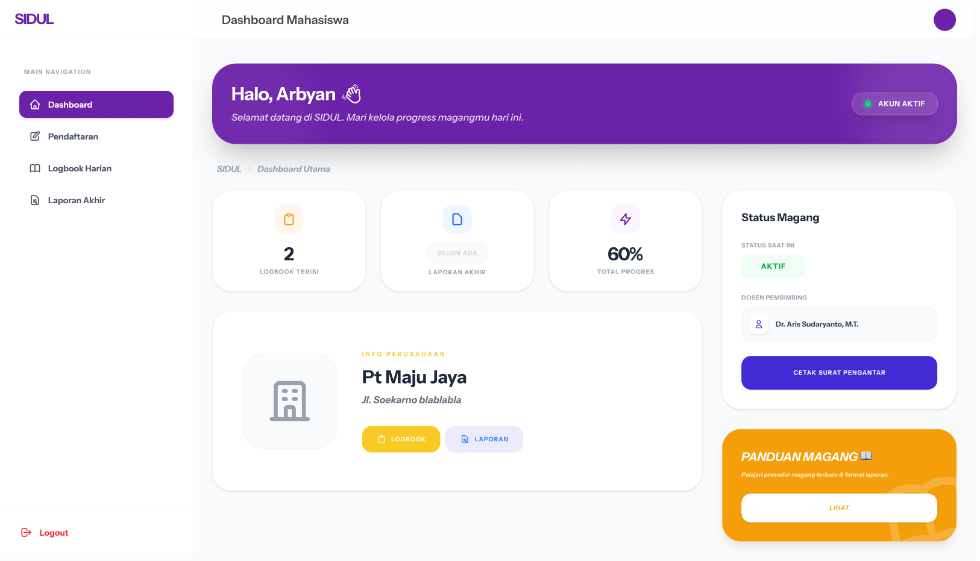 SIDUL
Dashboard Mahasiswa
MAIN NAVIGATION
Dashboard
Pendaftaran
Logbook Harian
Laporan Akhir
Logout
Halo, Arbyan
Selamat datang di SIDUL. Mari kelola progress magangmu hari ini.
AKUN AKTIF
SIDUL > Dashboard Utama
2
LOGBOOK TERISI
BELUM ADA
LAPORAN AKHIR
60%
TOTAL PROGRES
INFO PERUSAHAAN
Pt Maju Jaya
Jl. Soekarno blablabla
LOGBOOK
LAPORAN
Status Magang
STATUS SAAT INI
AKTIF
DOSEN PEMBIMBING
Dr. Aris Sudaryanto, M.T.
CETAK SURAT PENGANTAR
PANDUAN MAGANG
Pelajari prosedur magang terbaru & format laporan.
LIHAT